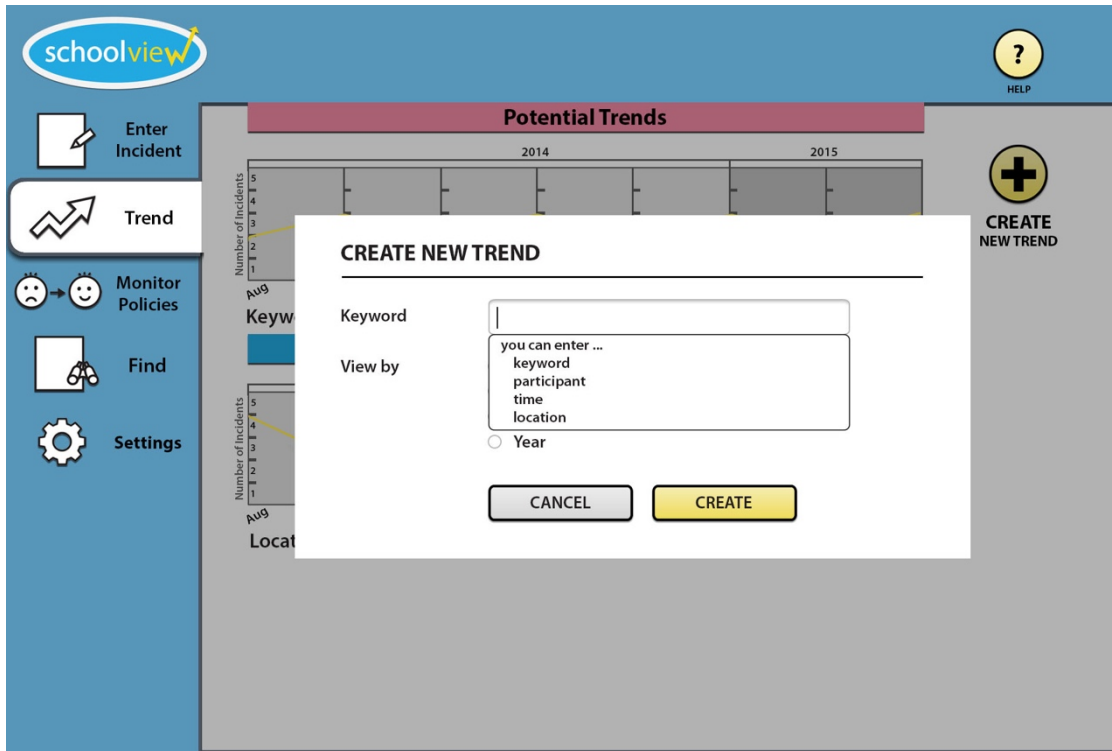 schoolview
?
HELP
Enter
Incident
Trend
Monitor
Policies
Find
Settings
Potential Trends
2014 2015
Number of Incidents
5
4
3
2
1
Aug
Keyw
CREATE
NEW TREND
CREATE NEW TREND
Keyword
you can enter ...
keyword
participant
time
location
View by
Year
CANCEL
CREATE
Number of Incidents
5
4
3
2
1
Aug
Locat